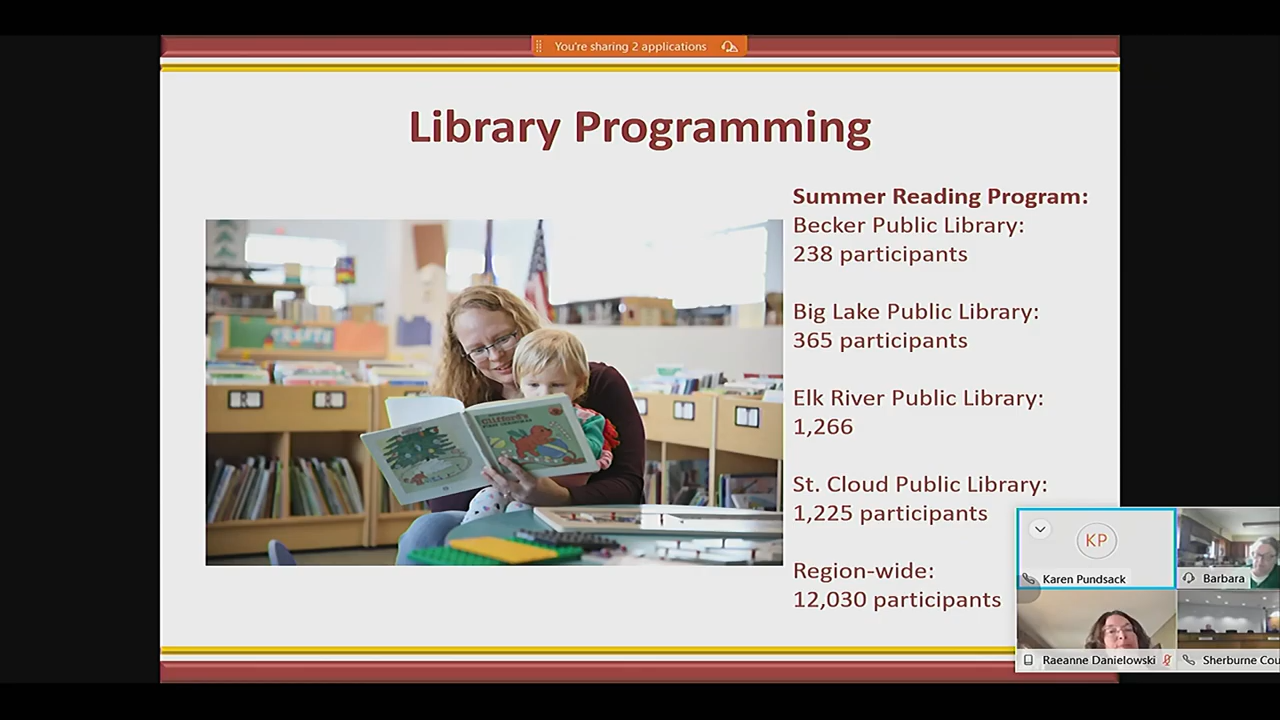 You're sharing 2 applications
Library Programming
Summer Reading Program:
Becker Public Library:
238 participants
Big Lake Public Library:
365 participants
Elk River Public Library:
1,266
St. Cloud Public Library:
1,225 participants
Region-wide:
12,030 participants
KP
Karen Pundsack
Barbara
Raeanne Danielowski
Sherburne Cou